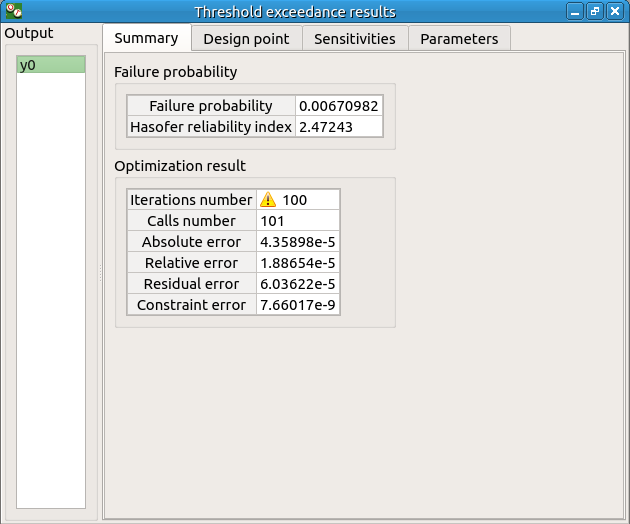 Threshold exceedance results
Output
y0
Summary
Design point
Sensitivities
Parameters
Failure probability
Failure probability 0.00670982
Hasofer reliability index 2.47243
Optimization result
Iterations number 100
Calls number 101
Absolute error 4.35898e-5
Relative error 1.88654e-5
Residual error 6.03622e-5
Constraint error 7.66017e-9